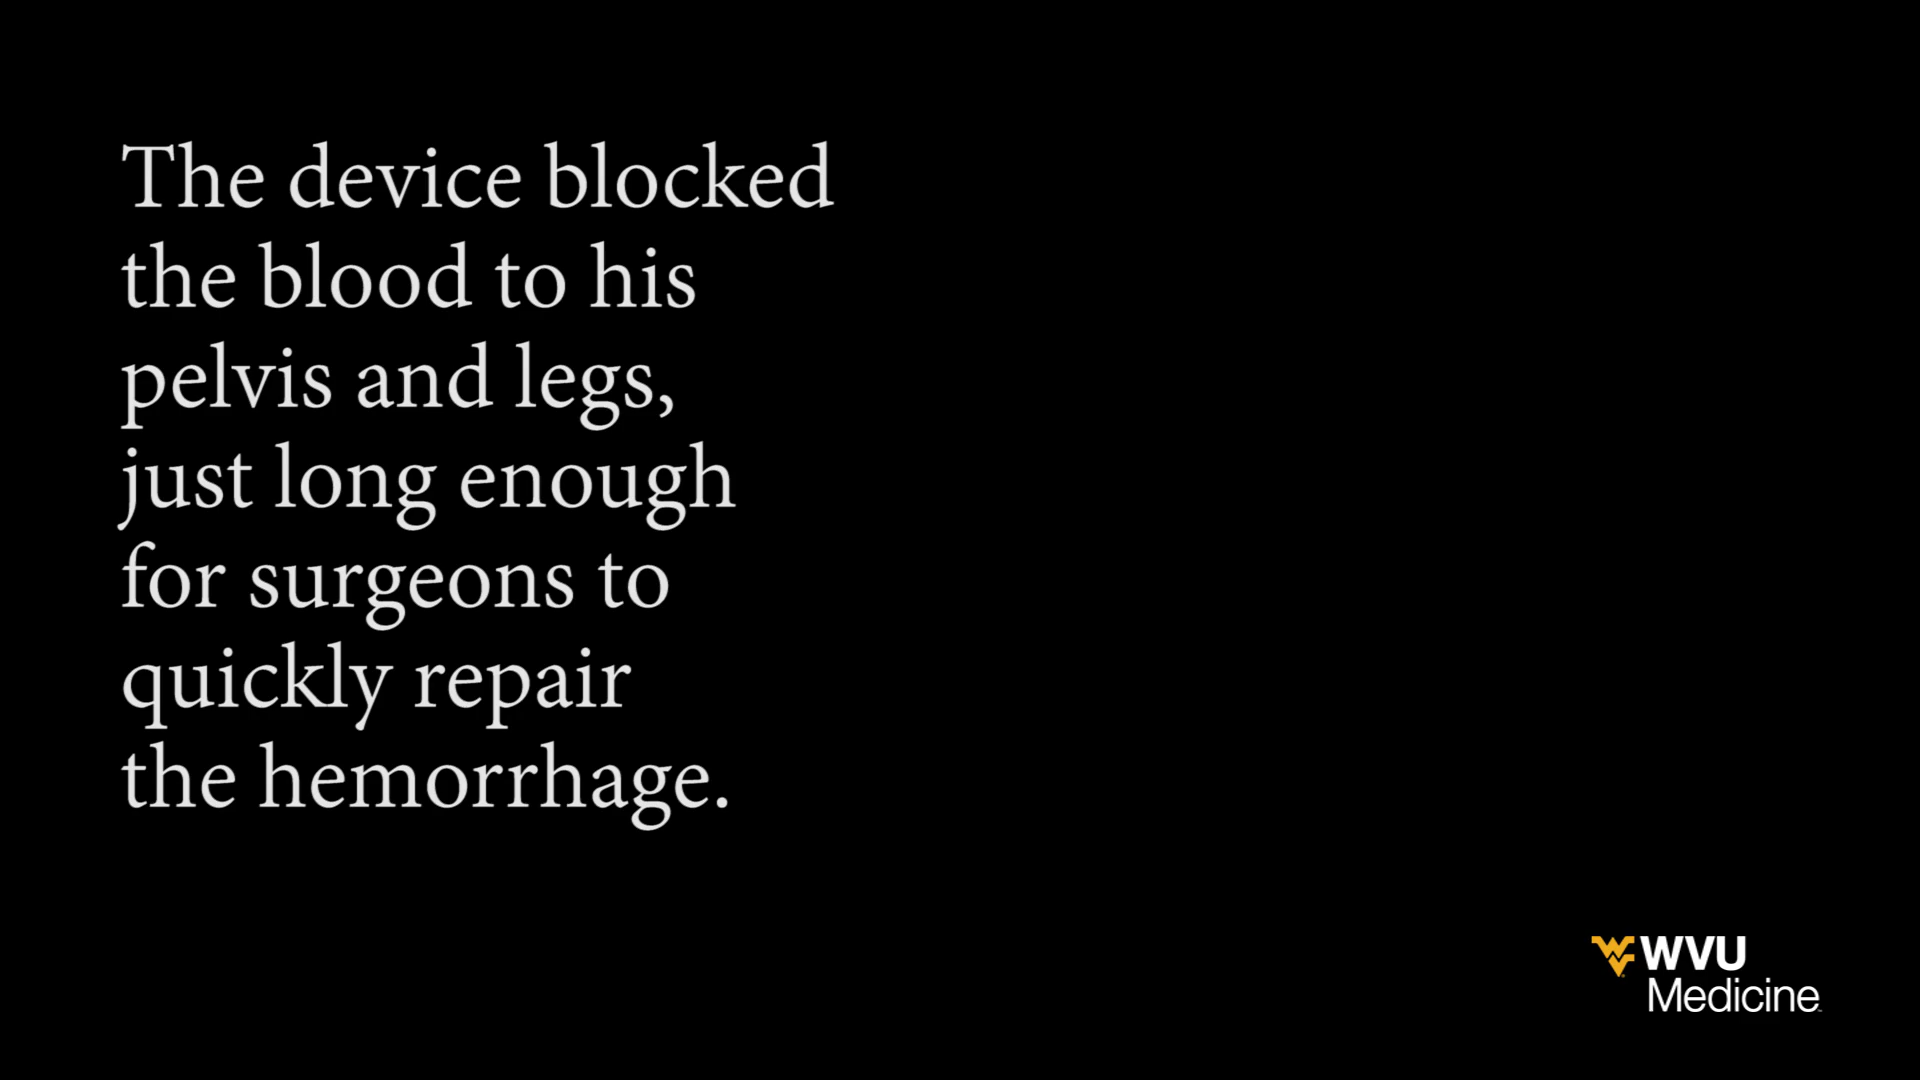 The device blocked
the blood to his
pelvis and legs,
just long enough
for surgeons to
quickly repair
the hemorrhage.
WVU
Medicine